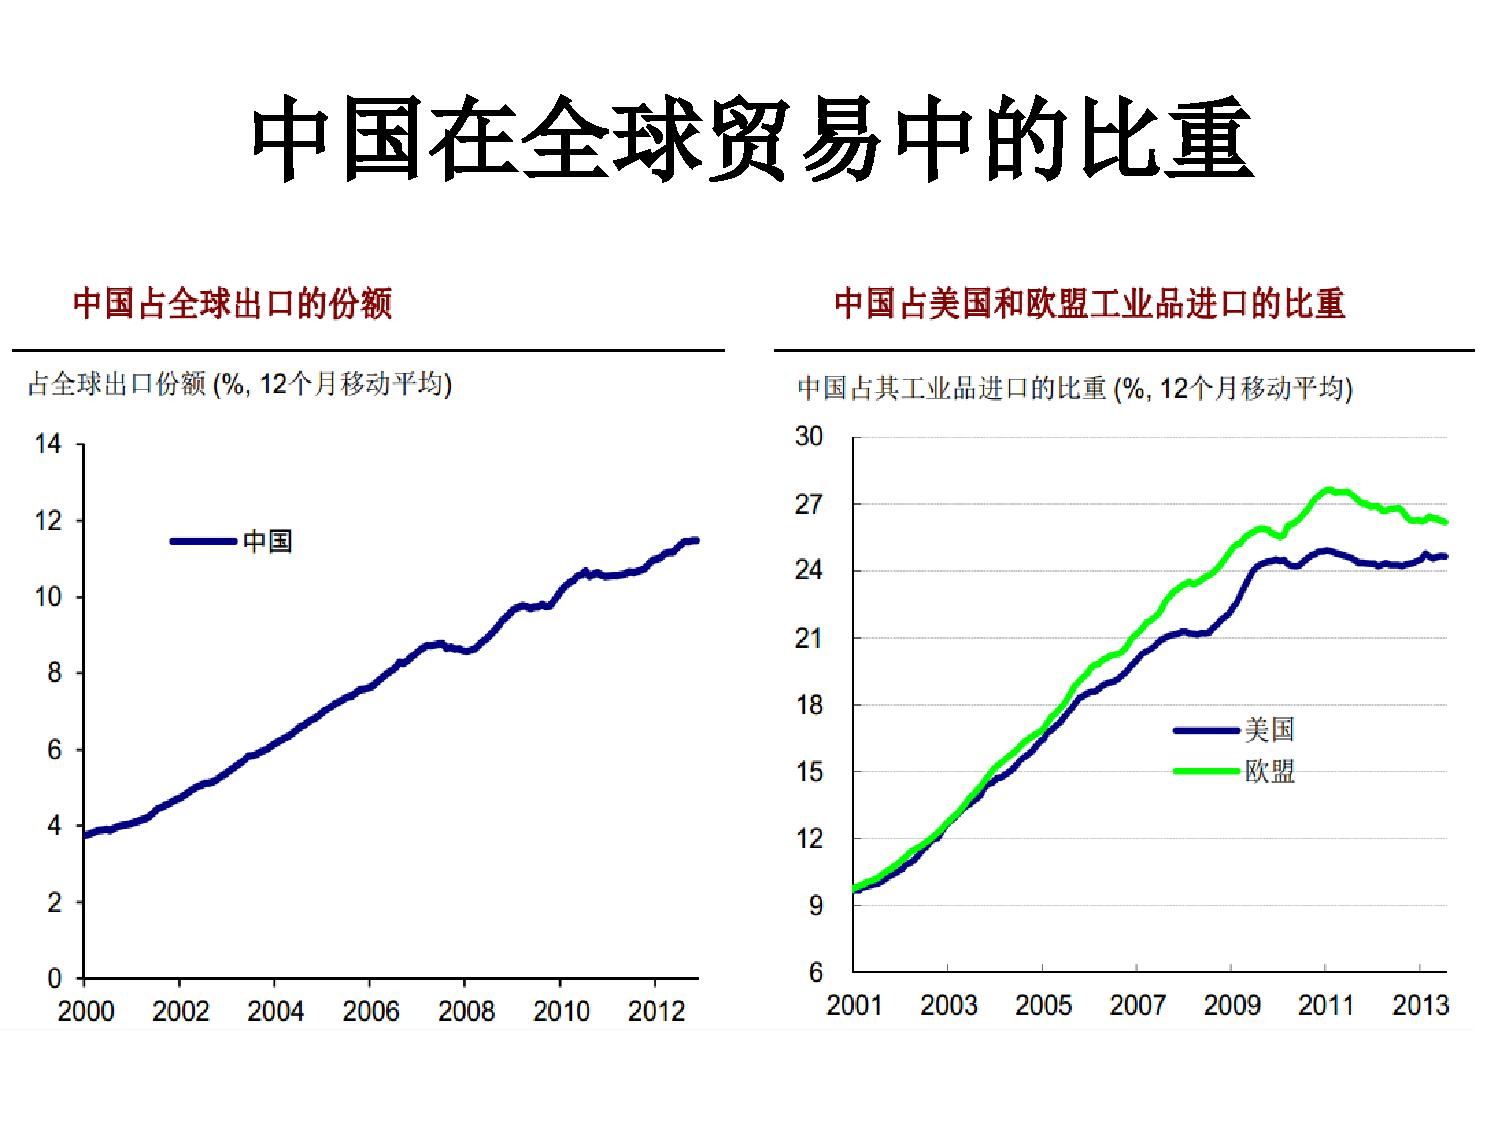 中国在全球贸易中的比重
中国占全球出口的份额
占全球出口份额 (%, 12个月移动平均)
14
12
10
8
6
4
2
0
中国
2000 2002 2004 2006 2008 2010 2012
中国占美国和欧盟工业品进口的比重
中国占其工业品进口的比重 (%, 12个月移动平均)
30
27
24
21
18
15
12
9
6
美国
欧盟
2001 2003 2005 2007 2009 2011 2013